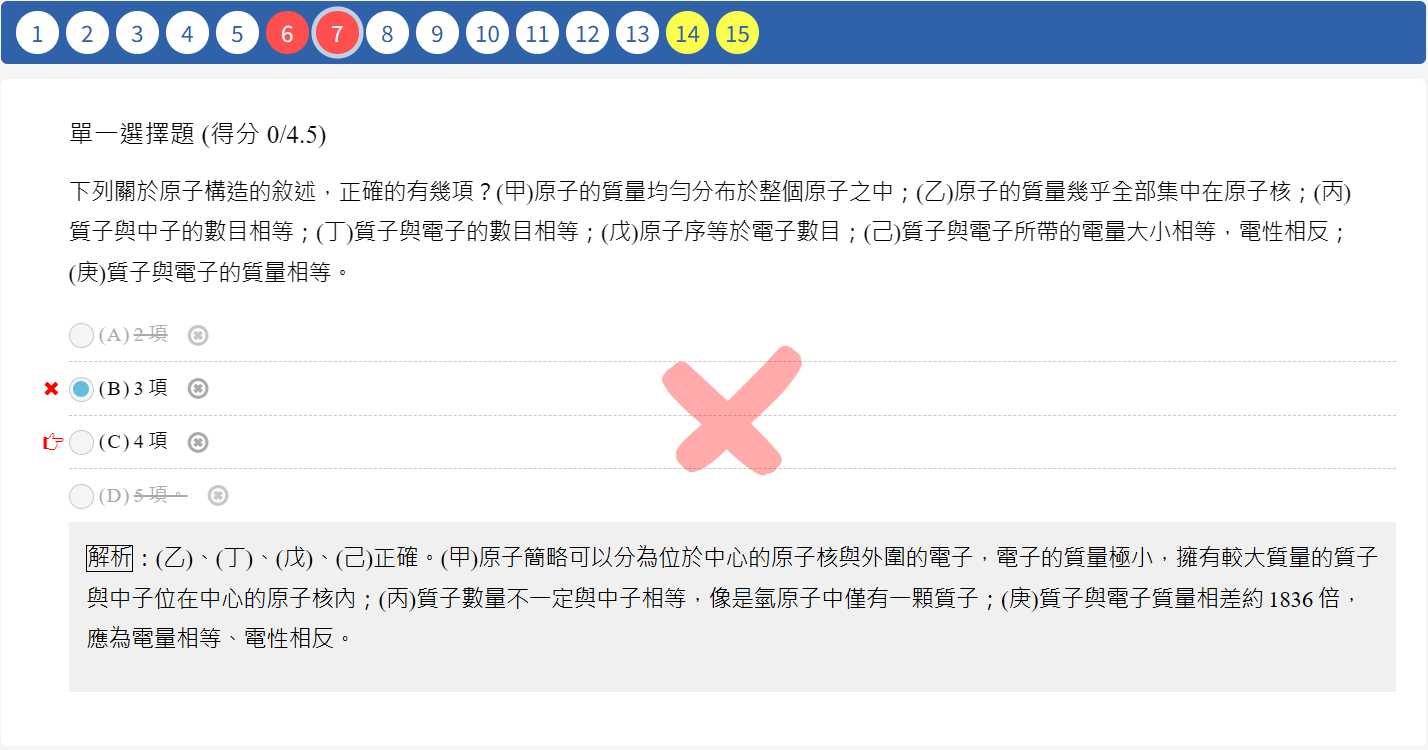 1 2 3 4 5 6 7 8 9 10 11 12 13 14 15
單一選擇題 (得分 0/4.5)
下列關於原子構造的敘述，正確的有幾項？(甲)原子的質量均勻分布於整個原子之中；(乙)原子的質量幾乎全部集中在原子核；(丙)
質子與中子的數目相等；(丁)質子與電子的數目相等；(戊)原子序等於電子數目；(己)質子與電子所帶的電量大小相等，電性相反；
(庚)質子與電子的質量相等。
(A) 2 項
(B) 3 項
(C) 4 項
(D) 5 項。
解析：(乙)、(丁)、(戊)、(己)正確。(甲)原子簡略可以分為位於中心的原子核與外圍的電子，電子的質量極小，擁有較大質量的質子
與中子位在中心的原子核內；(丙)質子數量不一定與中子相等，像是氫原子中僅有一顆質子；(庚)質子與電子質量相差約 1836 倍，
應為電量相等、電性相反。